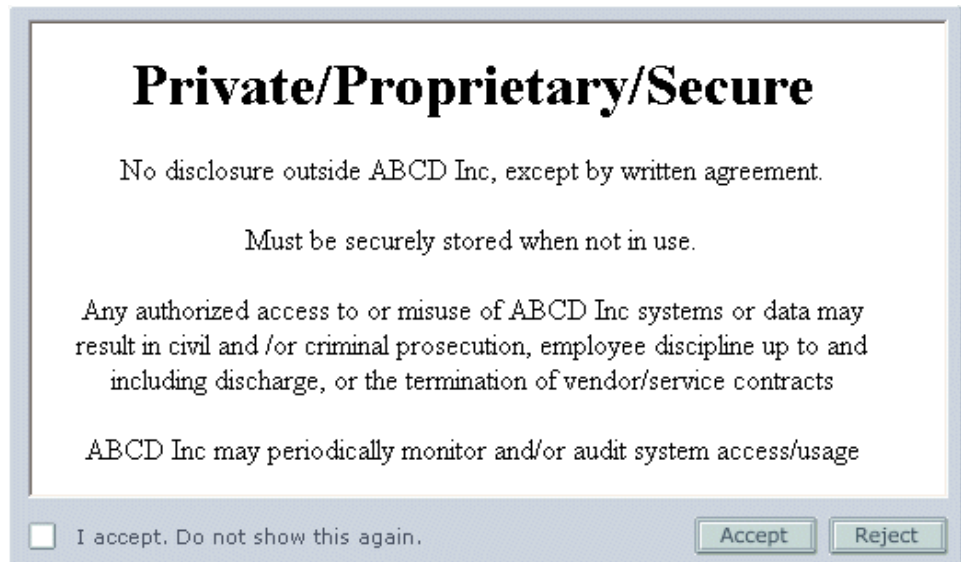 Private/Proprietary/Secure
No disclosure outside ABCD Inc, except by written agreement.
Must be securely stored when not in use.
Any authorized access to or misuse of ABCD Inc systems or data may
result in civil and /or criminal prosecution, employee discipline up to and
including discharge, or the termination of vendor/service contracts
ABCD Inc may periodically monitor and/or audit system access/usage
I accept. Do not show this again.
Accept Reject